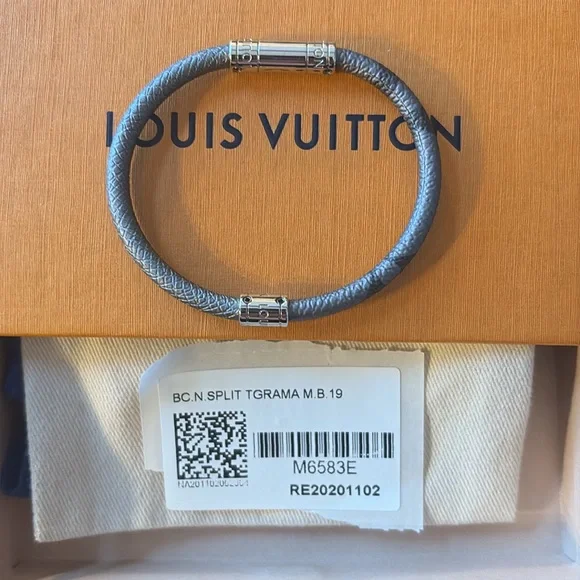 LOUIS VUITTON
BC.N.SPLIT TGRAMA M.B.19
M6583E
RE20201102